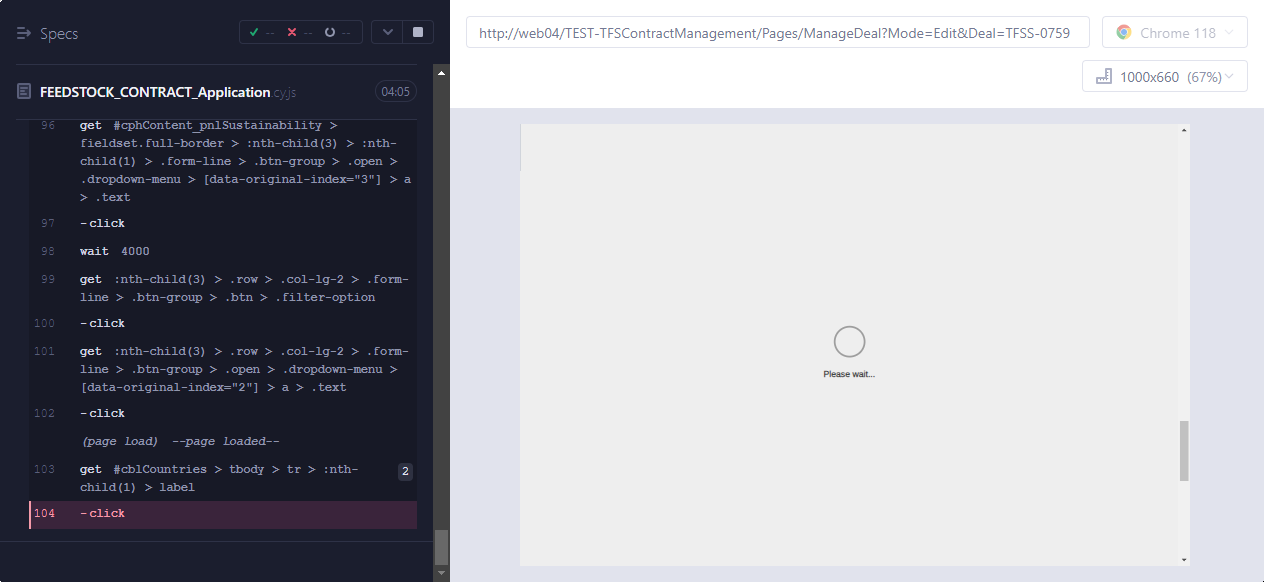 Specs
-- -- --
FEEDSTOCK_CONTRACT_Application.cy.js 04:05
96 get #cphContent_pnlSustainability >
fieldset.full-border > :nth-child(3) > :nth-
child(1) > .form-line > .btn-group > .open >
.dropdown-menu > [data-original-index="3"] > a
> .text
97 -click
98 wait 4000
99 get :nth-child(3) > .row > .col-lg-2 > .form-
line > .btn-group > .btn > .filter-option
100 -click
101 get :nth-child(3) > .row > .col-lg-2 > .form-
line > .btn-group > .open > .dropdown-menu >
[data-original-index="2"] > a > .text
102 -click
(page load) --page loaded--
103 get #cblCountries > tbody > tr > :nth- 2
child(1) > label
104 -click
http://web04/TEST-TFSContractManagement/Pages/ManageDeal?Mode=Edit&Deal=TFSS-0759
Chrome 118
1000x660 (67%)
Please wait...